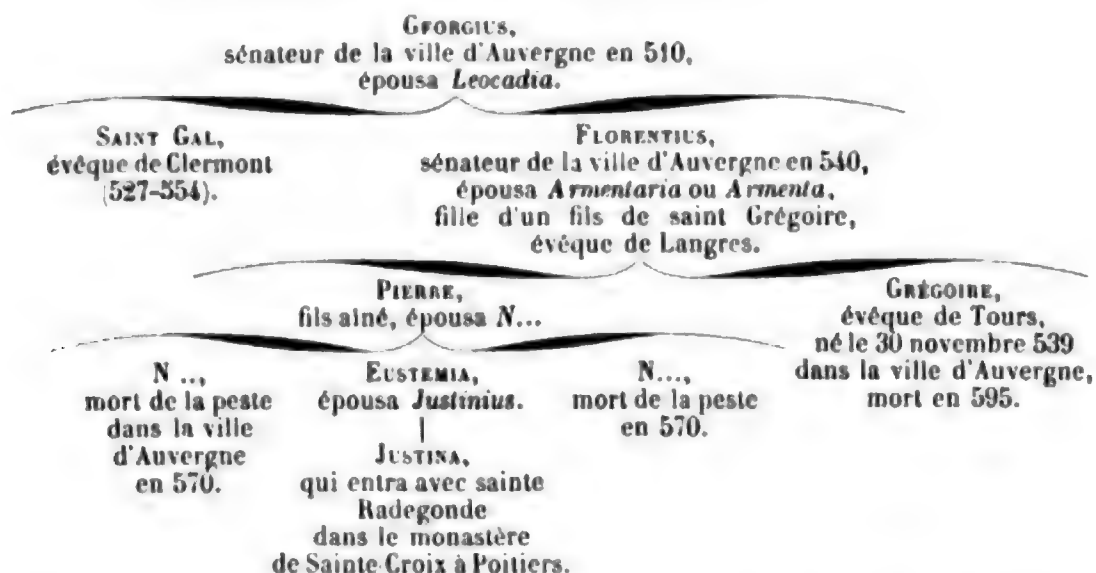 GEORGIUS,
sénateur de la ville d'Auvergne en 510,
épousa Leocadia.
SAINT GAL,
évêque de Clermont
(527-554).
FLORENTIUS,
sénateur de la ville d'Auvergne en 540,
épousa Armentaria ou Armenta,
fille d'un fils de saint Grégoire,
évêque de Langres.
PIERRE,
fils aîné, épousa N...
GRÉGOIRE,
évêque de Tours,
né le 30 novembre 539
dans la ville d'Auvergne,
mort en 595.
N...,
mort de la peste
dans la ville
d'Auvergne
en 570.
EUSTEMIA,
épousa Justinius.
JUSTINA,
qui entra avec sainte
Radegonde
dans le monastère
de Sainte-Croix à Poitiers.
N...,
mort de la peste
en 570.